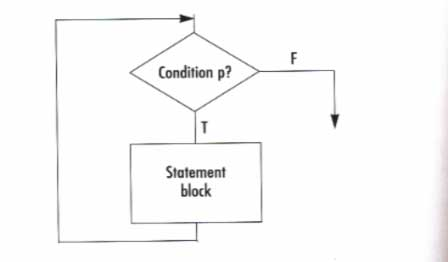 Condition p?
F
T
Statement
block